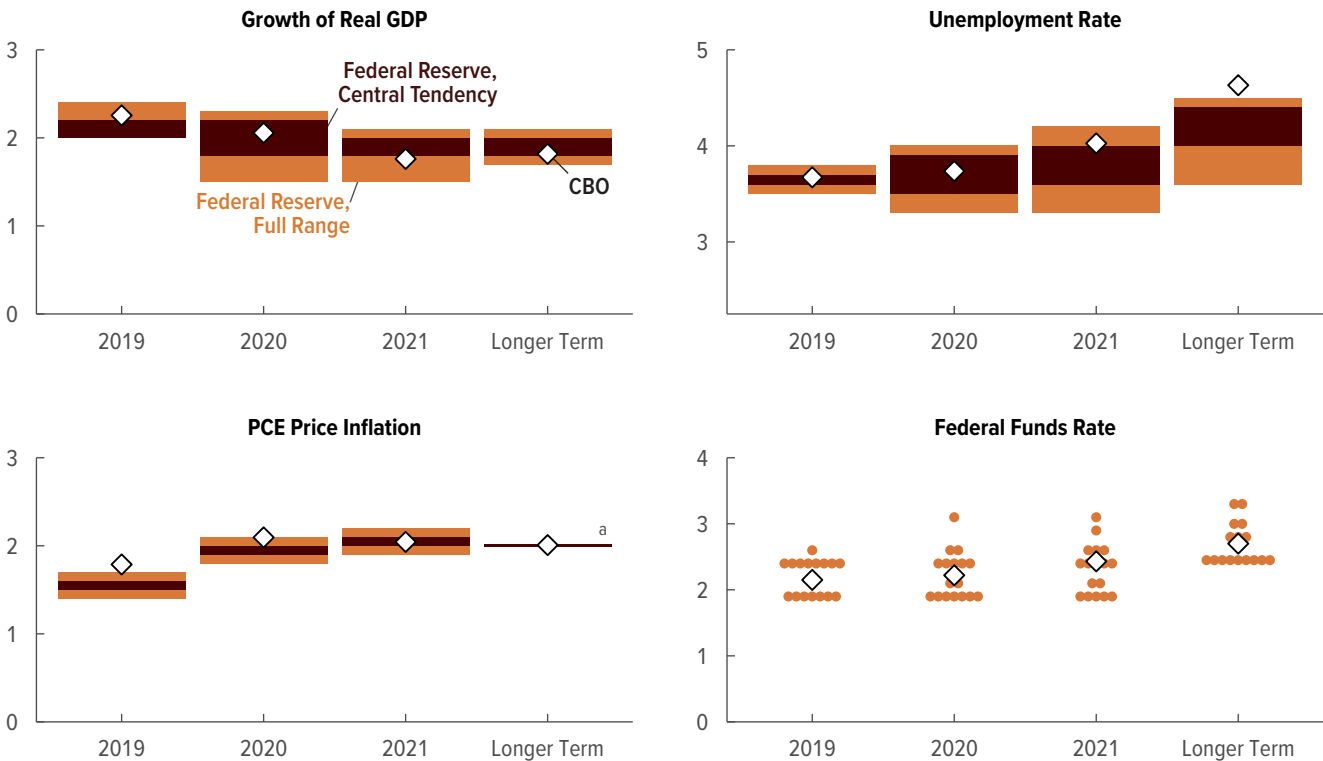 Growth of Real GDP
3
2
1
0
Federal Reserve,
Central Tendency
Federal Reserve,
Full Range
CBO
2019 2020 2021 Longer Term
Unemployment Rate
5
4
3
2019 2020 2021 Longer Term
PCE Price Inflation
3
2
1
0
a
2019 2020 2021 Longer Term
Federal Funds Rate
4
3
2
1
0
2019 2020 2021 Longer Term